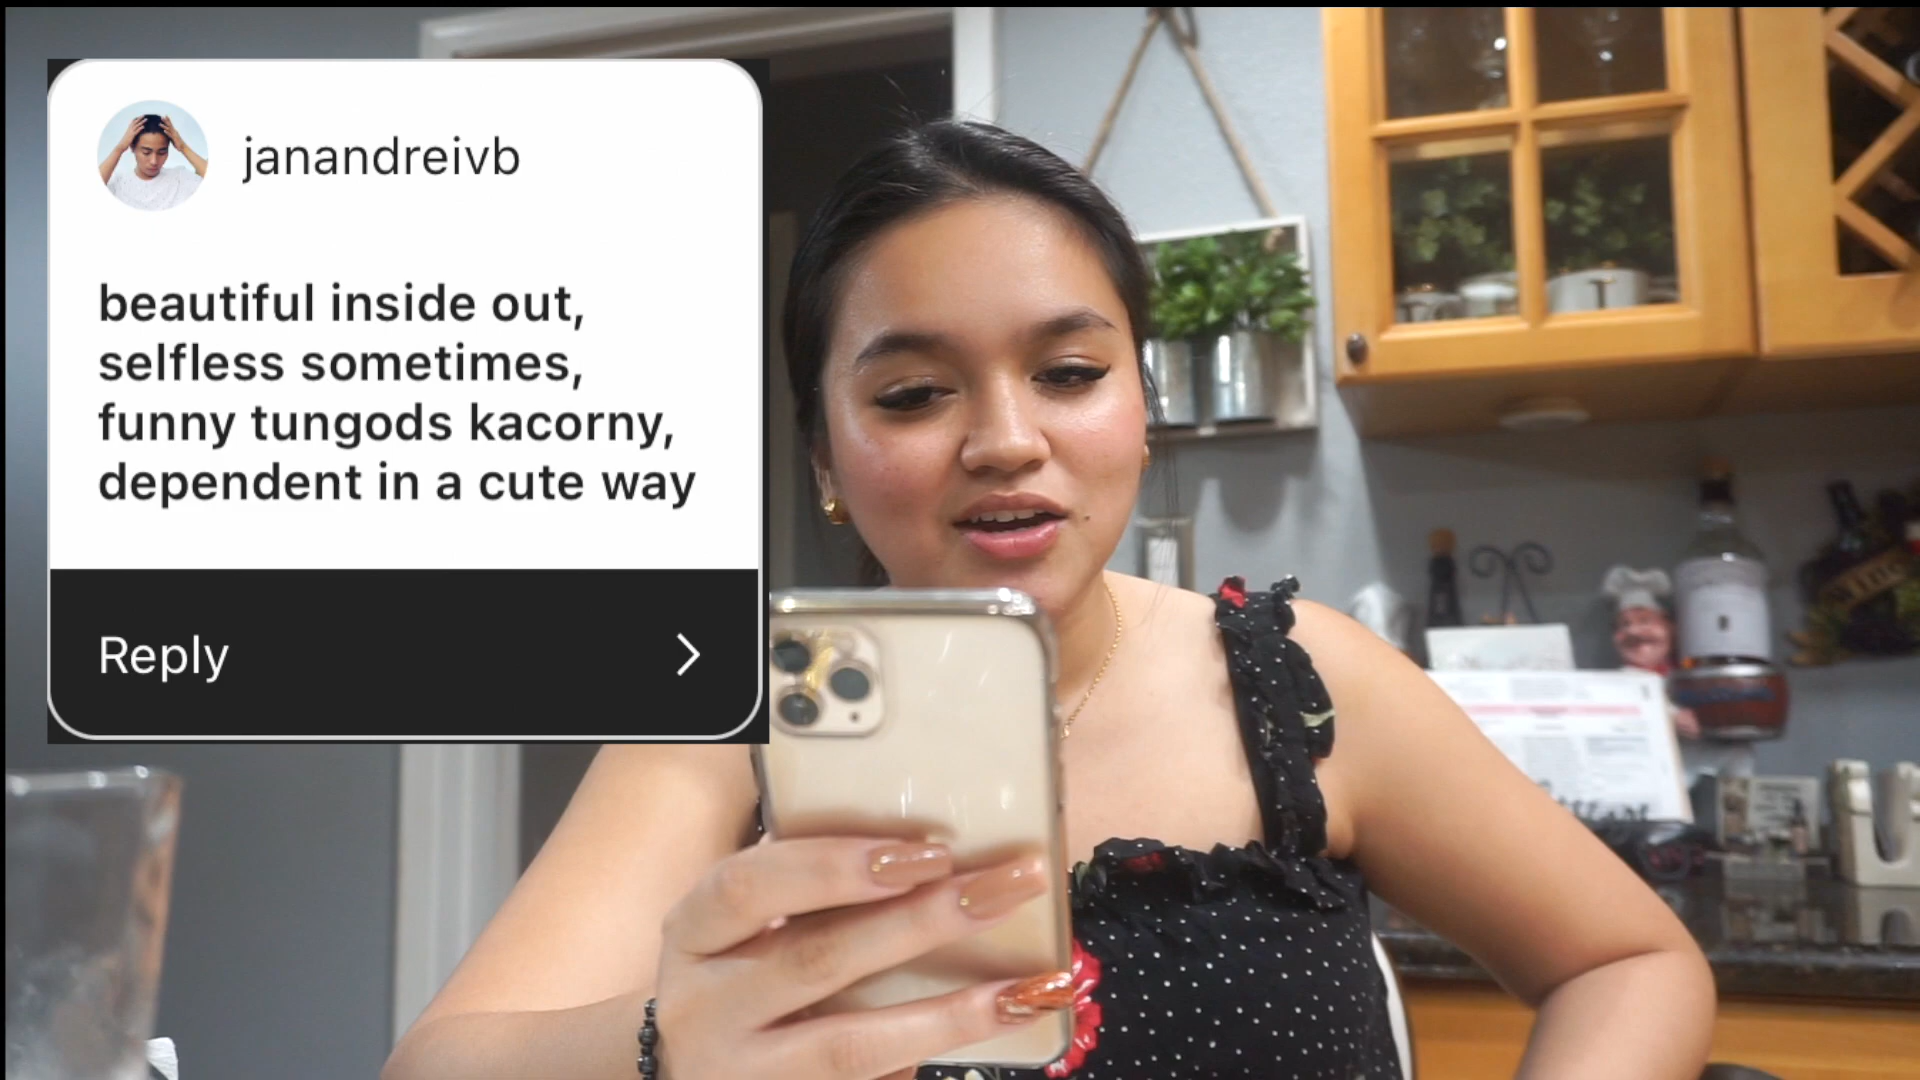 janandreivb
beautiful inside out,
selfless sometimes,
funny tungods kacorny,
dependent in a cute way
Reply